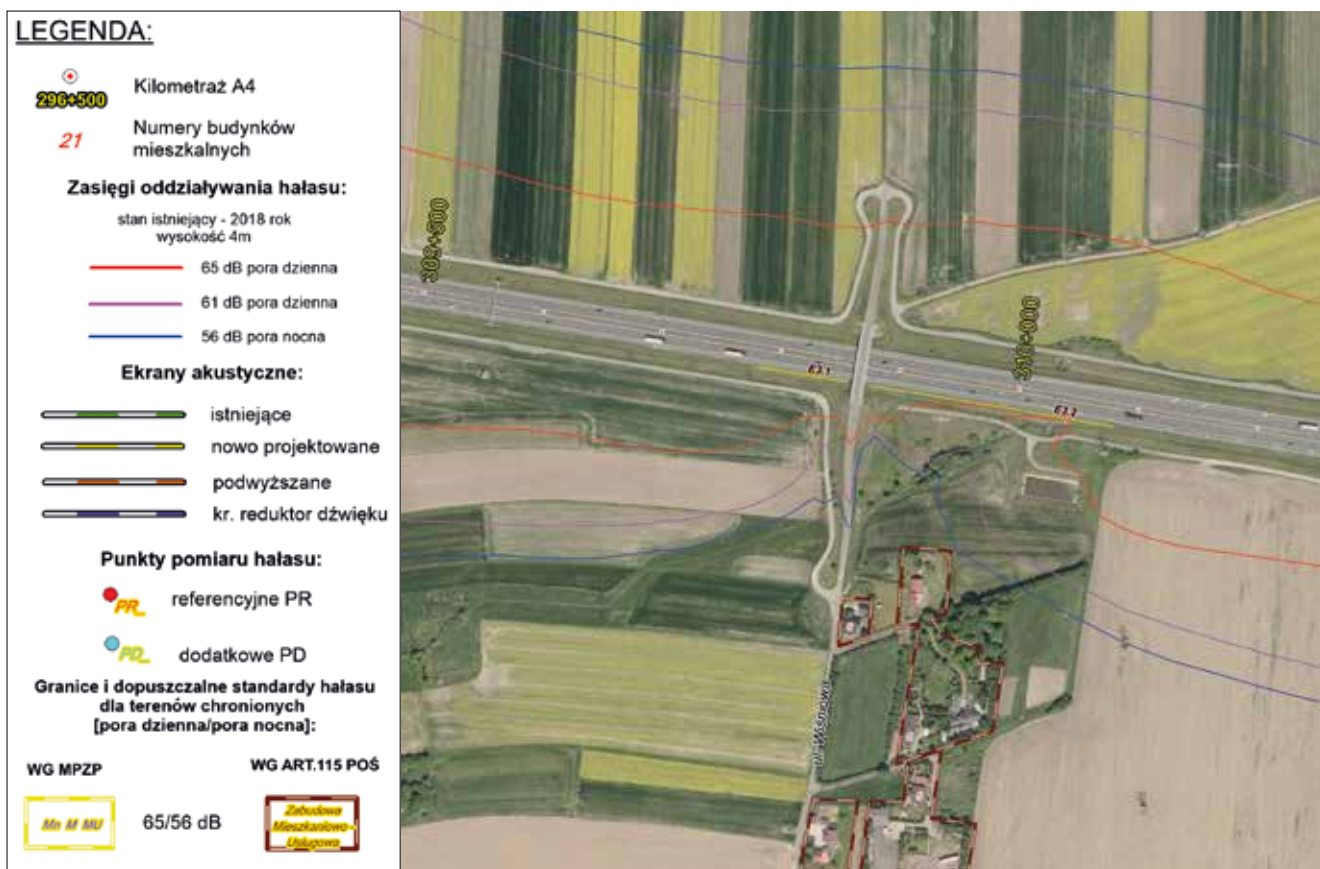 LEGENDA:
296+500
Kilometraż A4
21
Numery budynków
mieszkalnych
Zasięgi oddziaływania hałasu:
stan istniejący - 2018 rok
wysokość 4m
65 dB pora dzienna
61 dB pora dzienna
56 dB pora nocna
Ekrany akustyczne:
istniejące
nowo projektowane
podwyższane
kr. reduktor dźwięku
Punkty pomiaru hałasu:
PR_
referencyjne PR
PD_
dodatkowe PD
Granice i dopuszczalne standardy hałasu
dla terenów chronionych
[pora dzienna/pora nocna]:
WG MPZP
WG ART.115 POŚ
Mn M MU
65/56 dB
Zabudowa
Mieszkaniowo -
Usługowa
309+500
310+000
E2.1
E2.2
ul. Wiśniowa